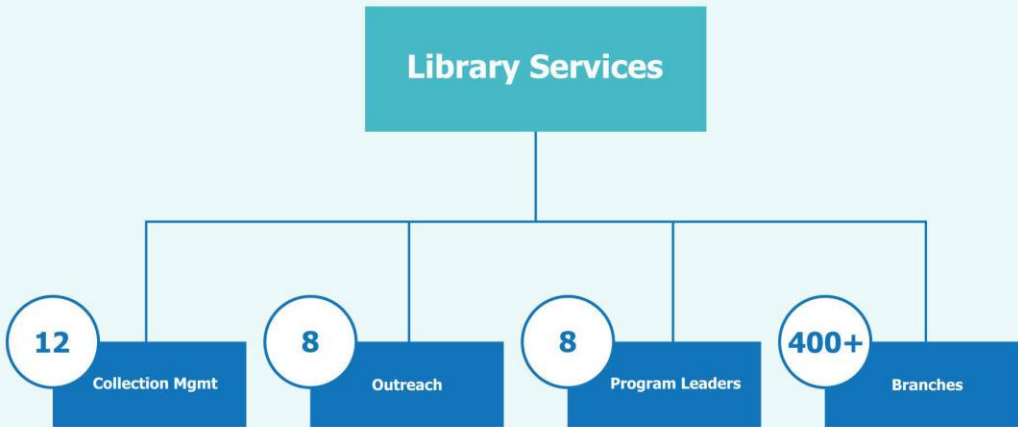 Library Services
12
Collection Mgmt
8
Outreach
8
Program Leaders
400+
Branches